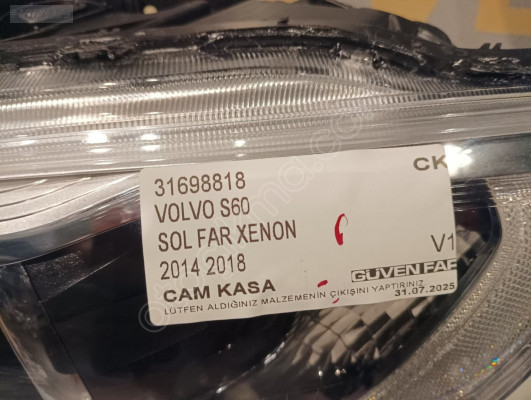 31698818
VOLVO S60
SOL FAR XENON
2014 2018
CAM KASA
LÜTFEN ALDIĞINIZ MALZEMENİN ÇIKIŞINI YAPTIRINIZ
CK
V1
GÜVEN FAR
31.07.2025